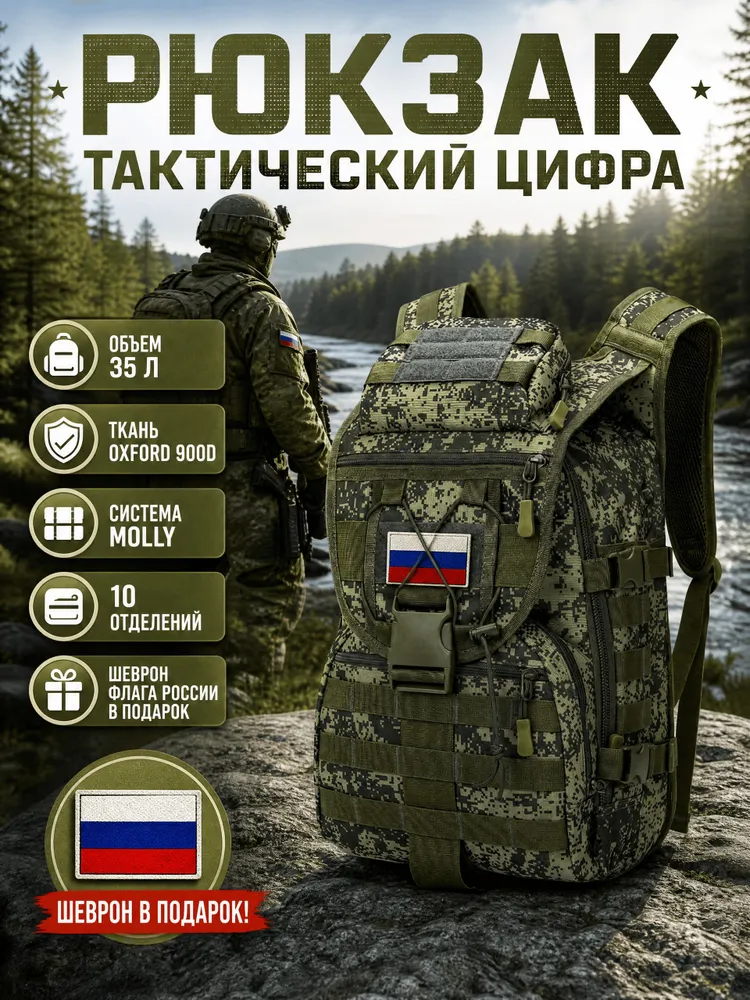 РЮКЗАК
ТАКТИЧЕСКИЙ ЦИФРА
ОБЪЕМ
35 Л
ТКАНЬ
OXFORD 900D
СИСТЕМА
MOLLY
10
ОТДЕЛЕНИЙ
ШЕВРОН
ФЛАГА РОССИИ
В ПОДАРОК
ШЕВРОН В ПОДАРОК!